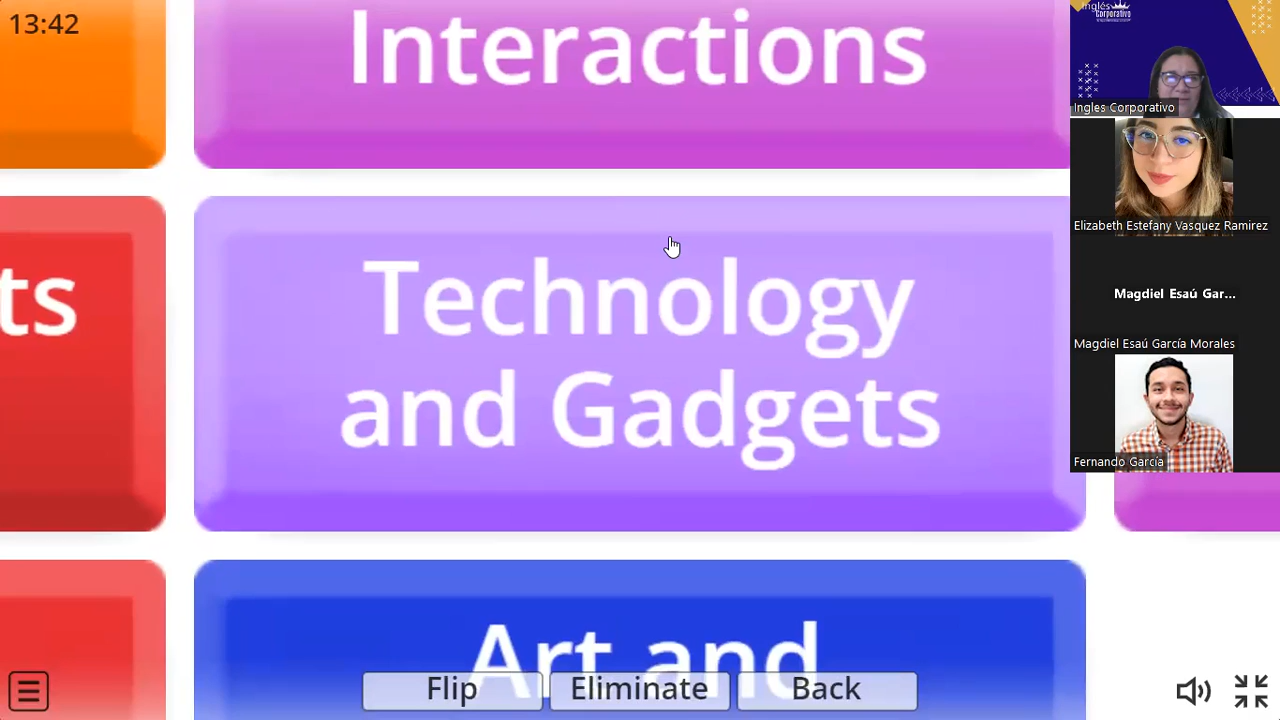 13:42
Interactions
ts
Technology
and Gadgets
Art and
Flip
Eliminate
Back
Inglés
corporativo
Ingles Corporativo
Elizabeth Estefany Vasquez Ramirez
Magdiel Esaú Gar...
Magdiel Esaú García Morales
Fernando García